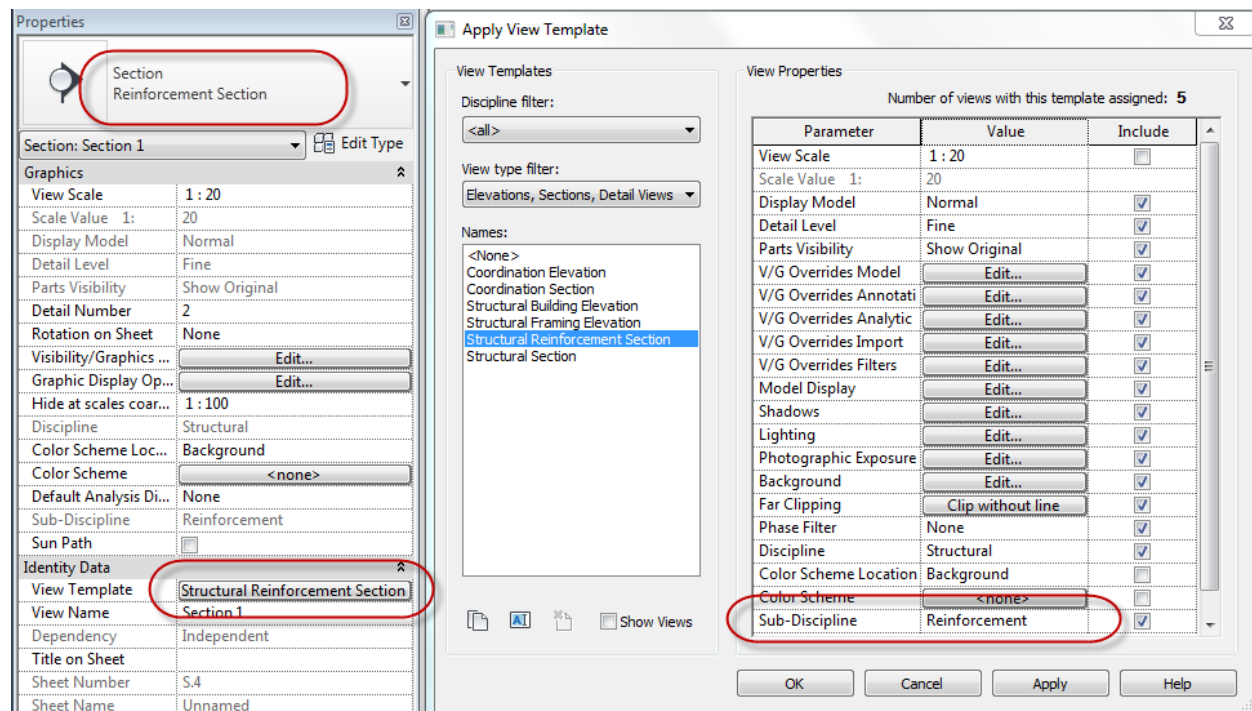 Properties
Section
Reinforcement Section
Section: Section 1
Edit Type
Graphics
View Scale 1 : 20
Scale Value 1: 20
Display Model Normal
Detail Level Fine
Parts Visibility Show Original
Detail Number 2
Rotation on Sheet None
Visibility/Graphics ... Edit...
Graphic Display Op... Edit...
Hide at scales coar... 1 : 100
Discipline Structural
Color Scheme Loc... Background
Color Scheme <none>
Default Analysis Di... None
Sub-Discipline Reinforcement
Sun Path
Identity Data
View Template Structural Reinforcement Section
View Name Section 1
Dependency Independent
Title on Sheet
Sheet Number S.4
Sheet Name Unnamed
Apply View Template
View Templates
Discipline filter:
<all>
View type filter:
Elevations, Sections, Detail Views
Names:
<None>
Coordination Elevation
Coordination Section
Structural Building Elevation
Structural Framing Elevation
Structural Reinforcement Section
Structural Section
AI
Show Views
View Properties
Number of views with this template assigned: 5
Parameter Value Include
View Scale 1 : 20
Scale Value 1: 20
Display Model Normal
Detail Level Fine
Parts Visibility Show Original
V/G Overrides Model Edit...
V/G Overrides Annotati Edit...
V/G Overrides Analytic Edit...
V/G Overrides Import Edit...
V/G Overrides Filters Edit...
Model Display Edit...
Shadows Edit...
Lighting Edit...
Photographic Exposure Edit...
Background Edit...
Far Clipping Clip without line
Phase Filter None
Discipline Structural
Color Scheme Location Background
Color Scheme <none>
Sub-Discipline Reinforcement
OK Cancel Apply Help